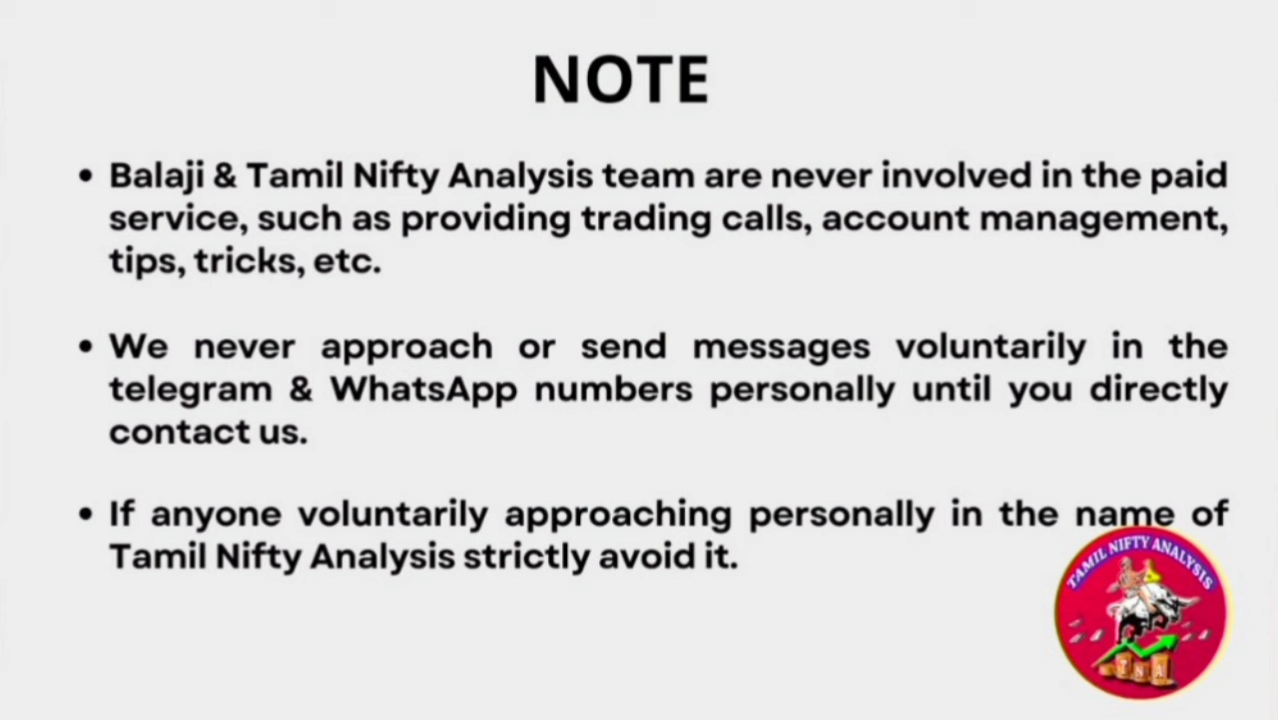 NOTE
• Balaji & Tamil Nifty Analysis team are never involved in the paid
service, such as providing trading calls, account management,
tips, tricks, etc.
• We never approach or send messages voluntarily in the
telegram & WhatsApp numbers personally until you directly
contact us.
• If anyone voluntarily approaching personally in the name of
Tamil Nifty Analysis strictly avoid it.
TAMIL NIFTY ANALYSIS
T N A